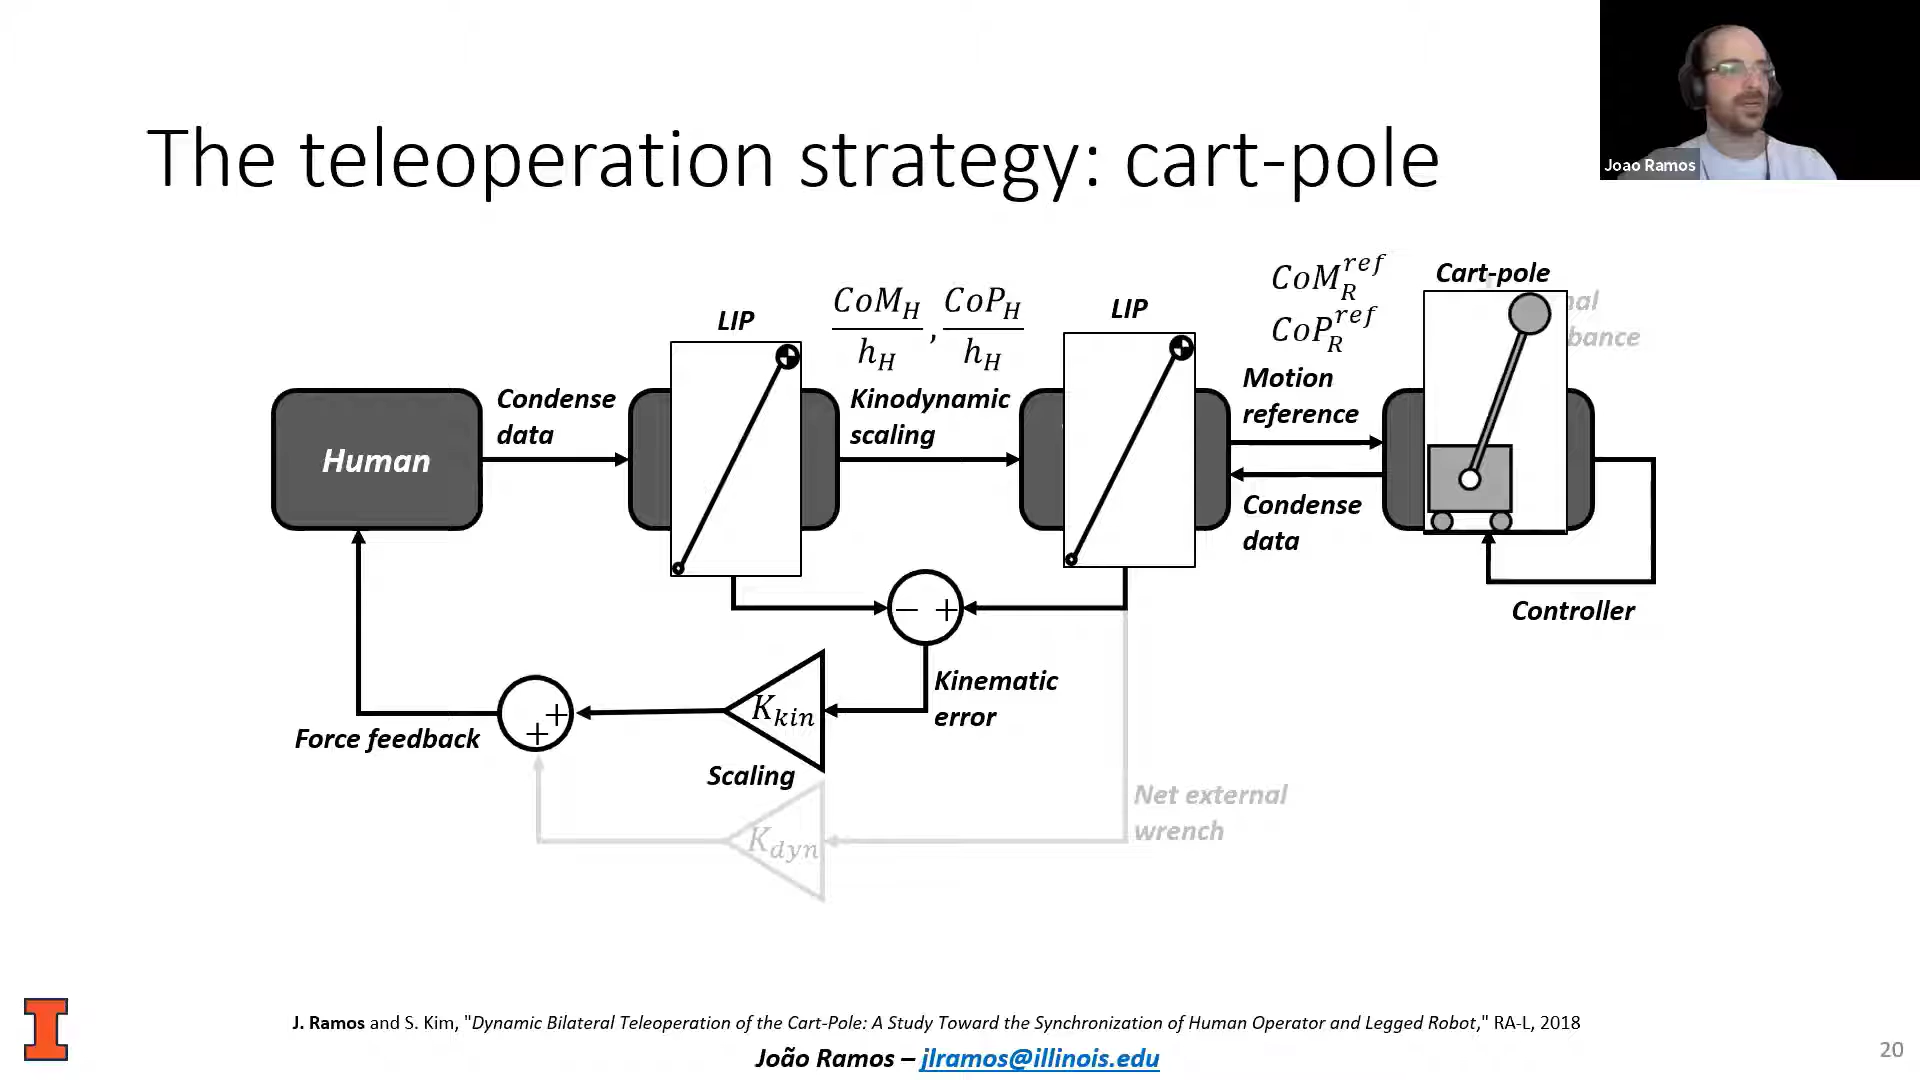 Joao Ramos
The teleoperation strategy: cart-pole
LIP
CoM_H / h_H , CoP_H / h_H
LIP
CoM_R^ref
CoP_R^ref
Cart-pole
nal
bance
Human
Condense
data
Kinodynamic
scaling
Motion
reference
Condense
data
Controller
− +
Kinematic
error
K_kin
Scaling
+
+
Force feedback
K_dyn
Net external
wrench
J. Ramos and S. Kim, "Dynamic Bilateral Teleoperation of the Cart-Pole: A Study Toward the Synchronization of Human Operator and Legged Robot," RA-L, 2018
João Ramos – jlramos@illinois.edu
20